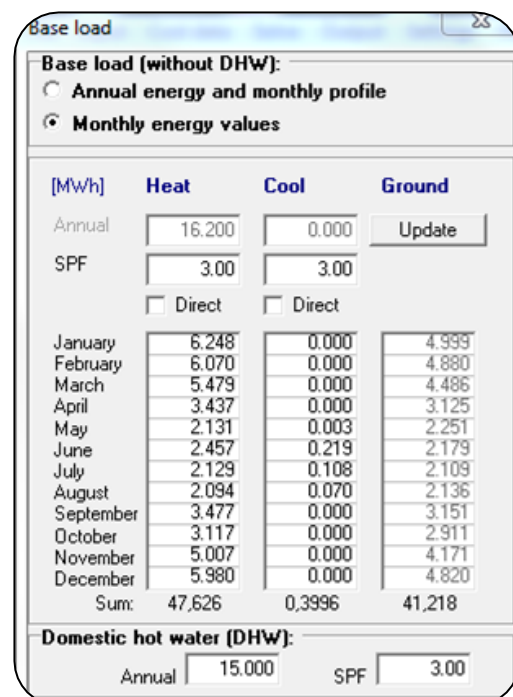 Base load
Base load (without DHW):
Annual energy and monthly profile
Monthly energy values
[MWh] Heat Cool Ground
Annual 16.200 0.000 Update
SPF 3.00 3.00
Direct Direct
January 6.248 0.000 4.999
February 6.070 0.000 4.880
March 5.479 0.000 4.486
April 3.437 0.000 3.125
May 2.131 0.003 2.251
June 2.457 0.219 2.179
July 2.129 0.108 2.109
August 2.094 0.070 2.136
September 3.477 0.000 3.151
October 3.117 0.000 2.911
November 5.007 0.000 4.171
December 5.980 0.000 4.820
Sum: 47,626 0,3996 41,218
Domestic hot water (DHW):
Annual 15.000 SPF 3.00